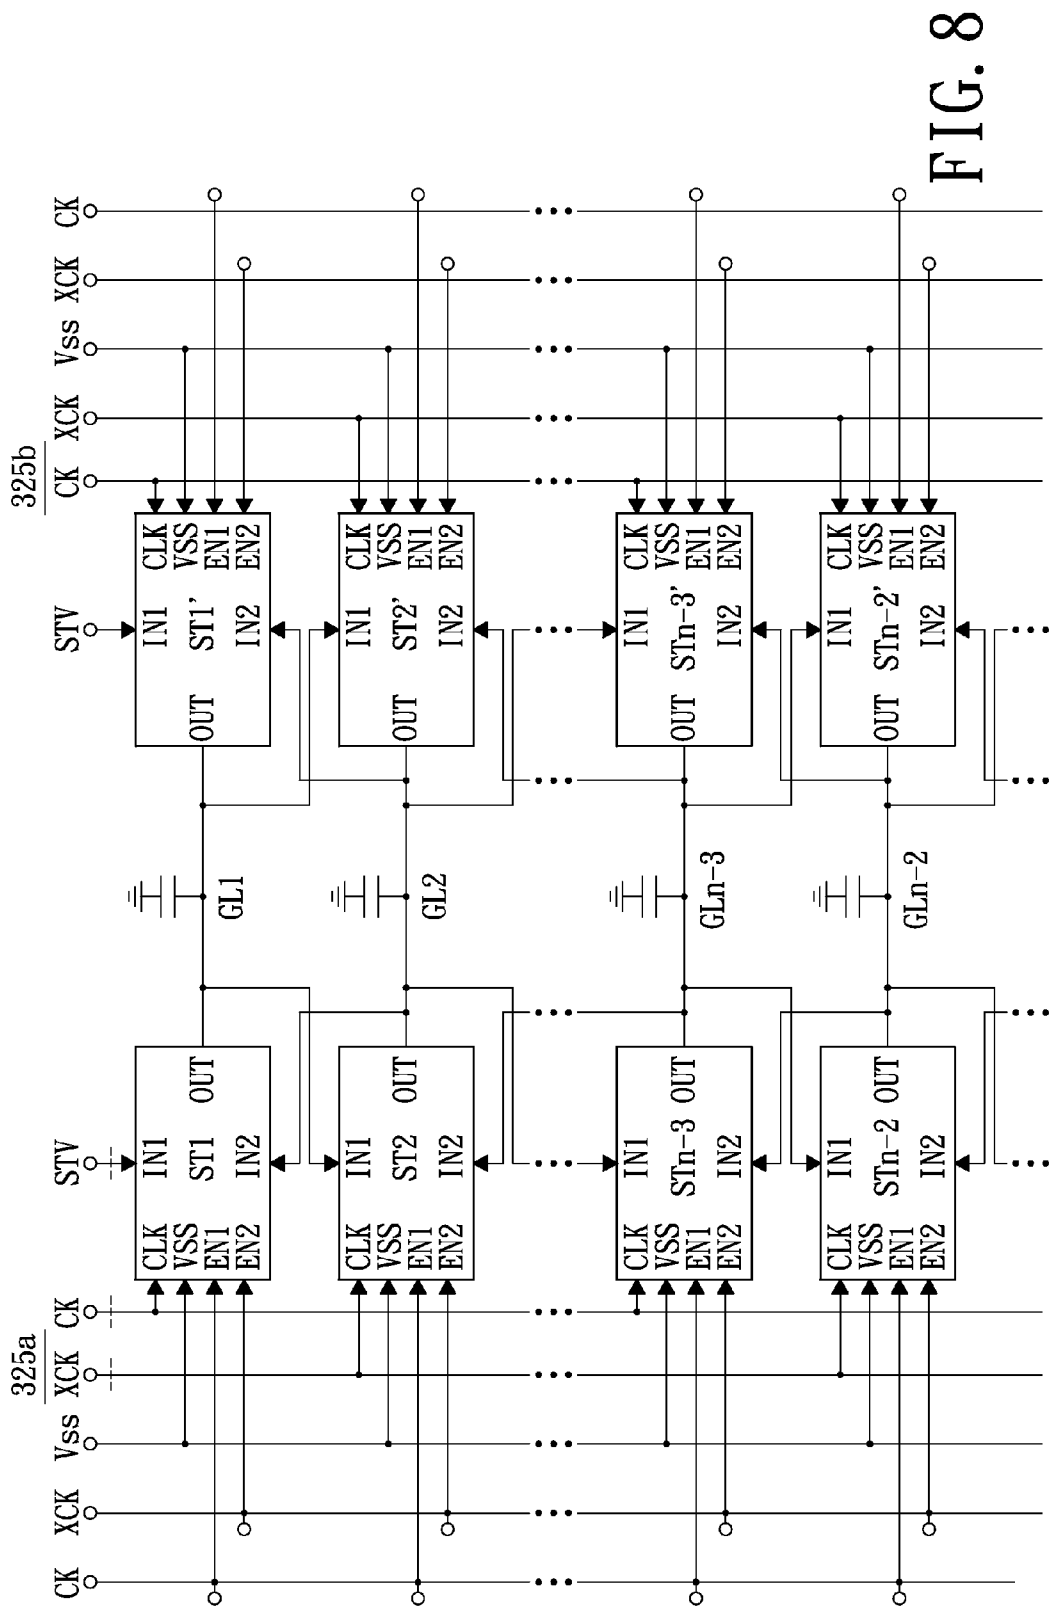 325a
325b
CK
XCK
Vss
XCK
CK
STV
STV
CK
XCK
Vss
XCK
CK
CLK
VSS
EN1
EN2
IN1
ST1
IN2
OUT
GL1
OUT
IN1
ST1'
IN2
CLK
VSS
EN1
EN2
CLK
VSS
EN1
EN2
IN1
ST2
IN2
OUT
GL2
OUT
IN1
ST2'
IN2
CLK
VSS
EN1
EN2
CLK
VSS
EN1
EN2
IN1
STn-3
IN2
OUT
GLn-3
OUT
IN1
STn-3'
IN2
CLK
VSS
EN1
EN2
CLK
VSS
EN1
EN2
IN1
STn-2
IN2
OUT
GLn-2
OUT
IN1
STn-2'
IN2
CLK
VSS
EN1
EN2
FIG. 8